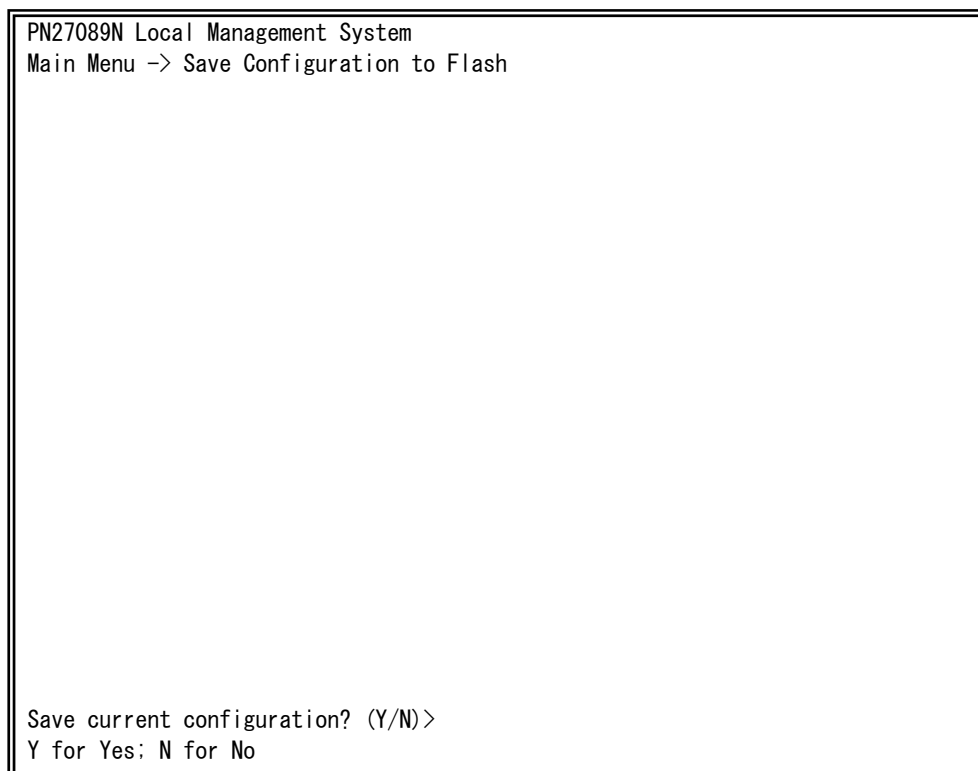 PN27089N Local Management System
Main Menu -> Save Configuration to Flash
Save current configuration? (Y/N)>
Y for Yes; N for No